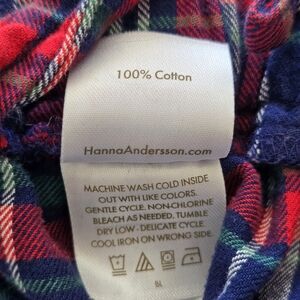 100% Cotton
HannaAndersson.com
MACHINE WASH COLD INSIDE
OUT WITH LIKE COLORS.
GENTLE CYCLE. NON-CHLORINE
BLEACH AS NEEDED. TUMBLE
DRY LOW - DELICATE CYCLE
COOL IRON ON WRONG SIDE.